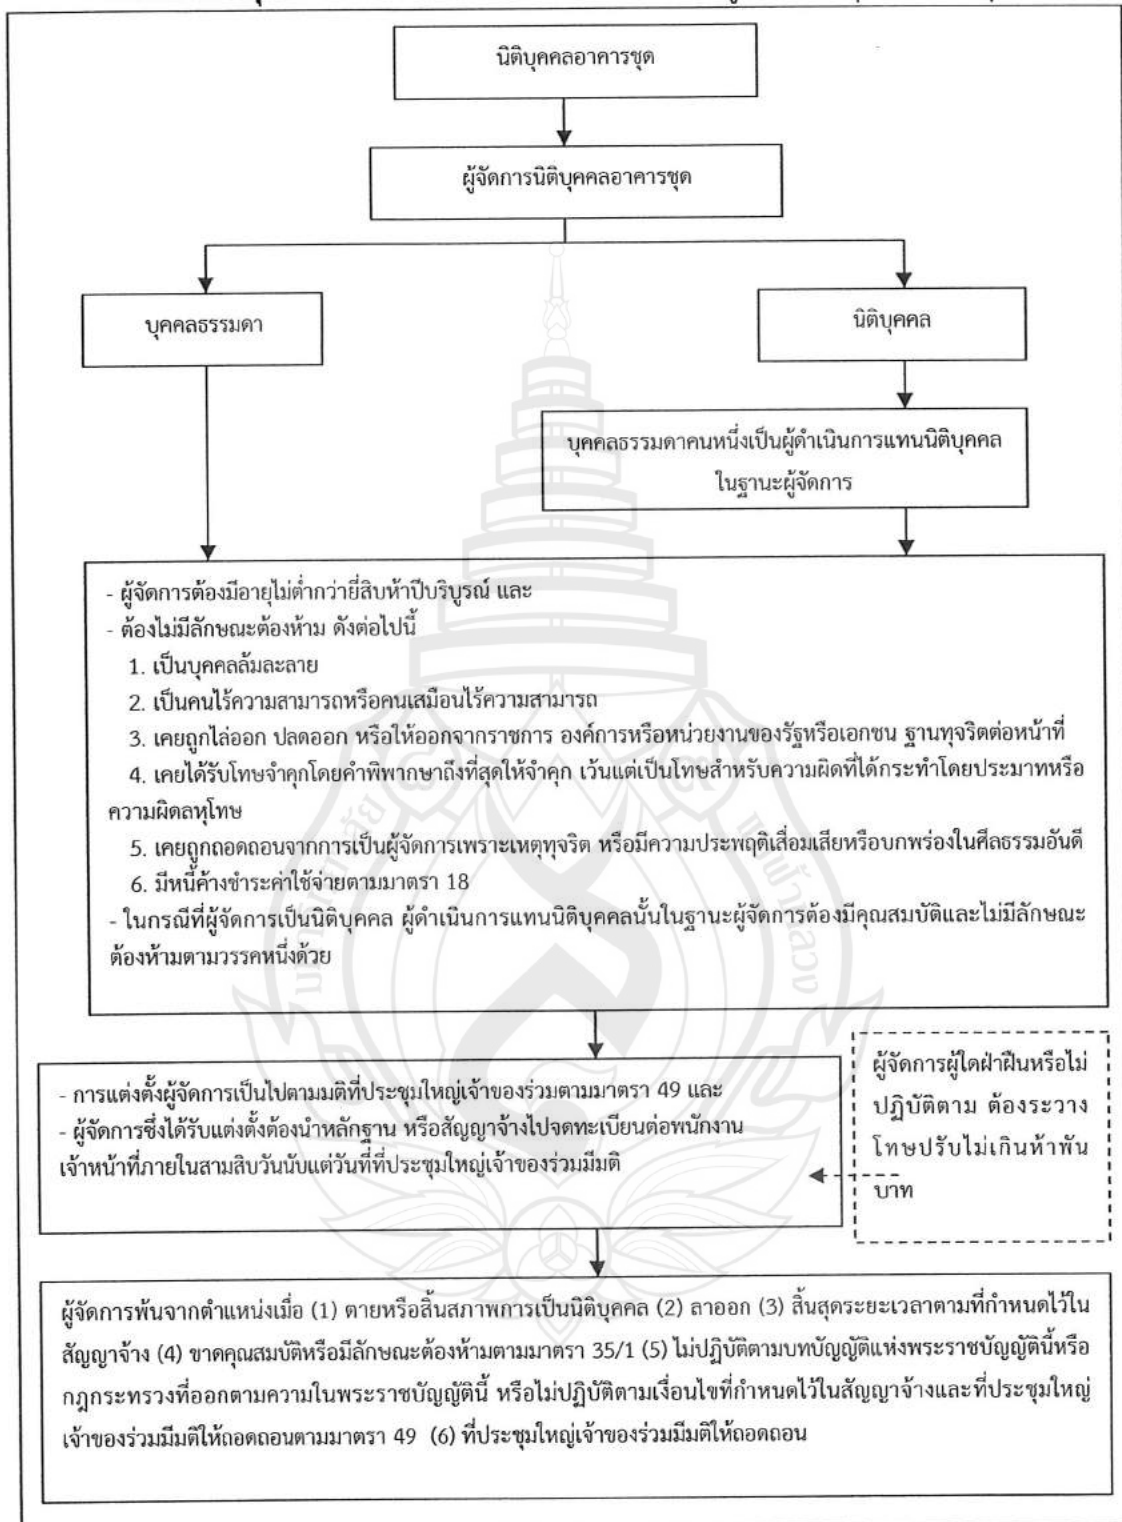 นิติบุคคลอาคารชุด
ผู้จัดการนิติบุคคลอาคารชุด
บุคคลธรรมดา
นิติบุคคล
บุคคลธรรมดาคนหนึ่งเป็นผู้ดำเนินการแทนนิติบุคคล
ในฐานะผู้จัดการ
- ผู้จัดการต้องมีอายุไม่ต่ำกว่ายี่สิบห้าปีบริบูรณ์ และ
- ต้องไม่มีลักษณะต้องห้าม ดังต่อไปนี้
1. เป็นบุคคลล้มละลาย
2. เป็นคนไร้ความสามารถหรือคนเสมือนไร้ความสามารถ
3. เคยถูกไล่ออก ปลดออก หรือให้ออกจากราชการ องค์การหรือหน่วยงานของรัฐหรือเอกชน ฐานทุจริตต่อหน้าที่
4. เคยได้รับโทษจำคุกโดยคำพิพากษาถึงที่สุดให้จำคุก เว้นแต่เป็นโทษสำหรับความผิดที่ได้กระทำโดยประมาทหรือ
ความผิดลหุโทษ
5. เคยถูกถอดถอนจากการเป็นผู้จัดการเพราะเหตุทุจริต หรือมีความประพฤติเสื่อมเสียหรือบกพร่องในศีลธรรมอันดี
6. มีหนี้ค้างชำระค่าใช้จ่ายตามมาตรา 18
- ในกรณีที่ผู้จัดการเป็นนิติบุคคล ผู้ดำเนินการแทนนิติบุคคลนั้นในฐานะผู้จัดการต้องมีคุณสมบัติและไม่มีลักษณะ
ต้องห้ามตามวรรคหนึ่งด้วย
- การแต่งตั้งผู้จัดการเป็นไปตามมติที่ประชุมใหญ่เจ้าของร่วมตามมาตรา 49 และ
- ผู้จัดการซึ่งได้รับแต่งตั้งต้องนำหลักฐาน หรือสัญญาจ้างไปจดทะเบียนต่อพนักงาน
เจ้าหน้าที่ภายในสามสิบวันนับแต่วันที่ที่ประชุมใหญ่เจ้าของร่วมมีมติ
ผู้จัดการผู้ใดฝ่าฝืนหรือไม่
ปฏิบัติตาม ต้องระวาง
โทษปรับไม่เกินห้าพัน
บาท
ผู้จัดการพ้นจากตำแหน่งเมื่อ (1) ตายหรือสิ้นสภาพการเป็นนิติบุคคล (2) ลาออก (3) สิ้นสุดระยะเวลาตามที่กำหนดไว้ใน
สัญญาจ้าง (4) ขาดคุณสมบัติหรือมีลักษณะต้องห้ามตามมาตรา 35/1 (5) ไม่ปฏิบัติตามบทบัญญัติแห่งพระราชบัญญัตินี้หรือ
กฎกระทรวงที่ออกตามความในพระราชบัญญัตินี้ หรือไม่ปฏิบัติตามเงื่อนไขที่กำหนดไว้ในสัญญาจ้างและที่ประชุมใหญ่
เจ้าของร่วมมีมติให้ถอดถอนตามมาตรา 49 (6) ที่ประชุมใหญ่เจ้าของร่วมมีมติให้ถอดถอน